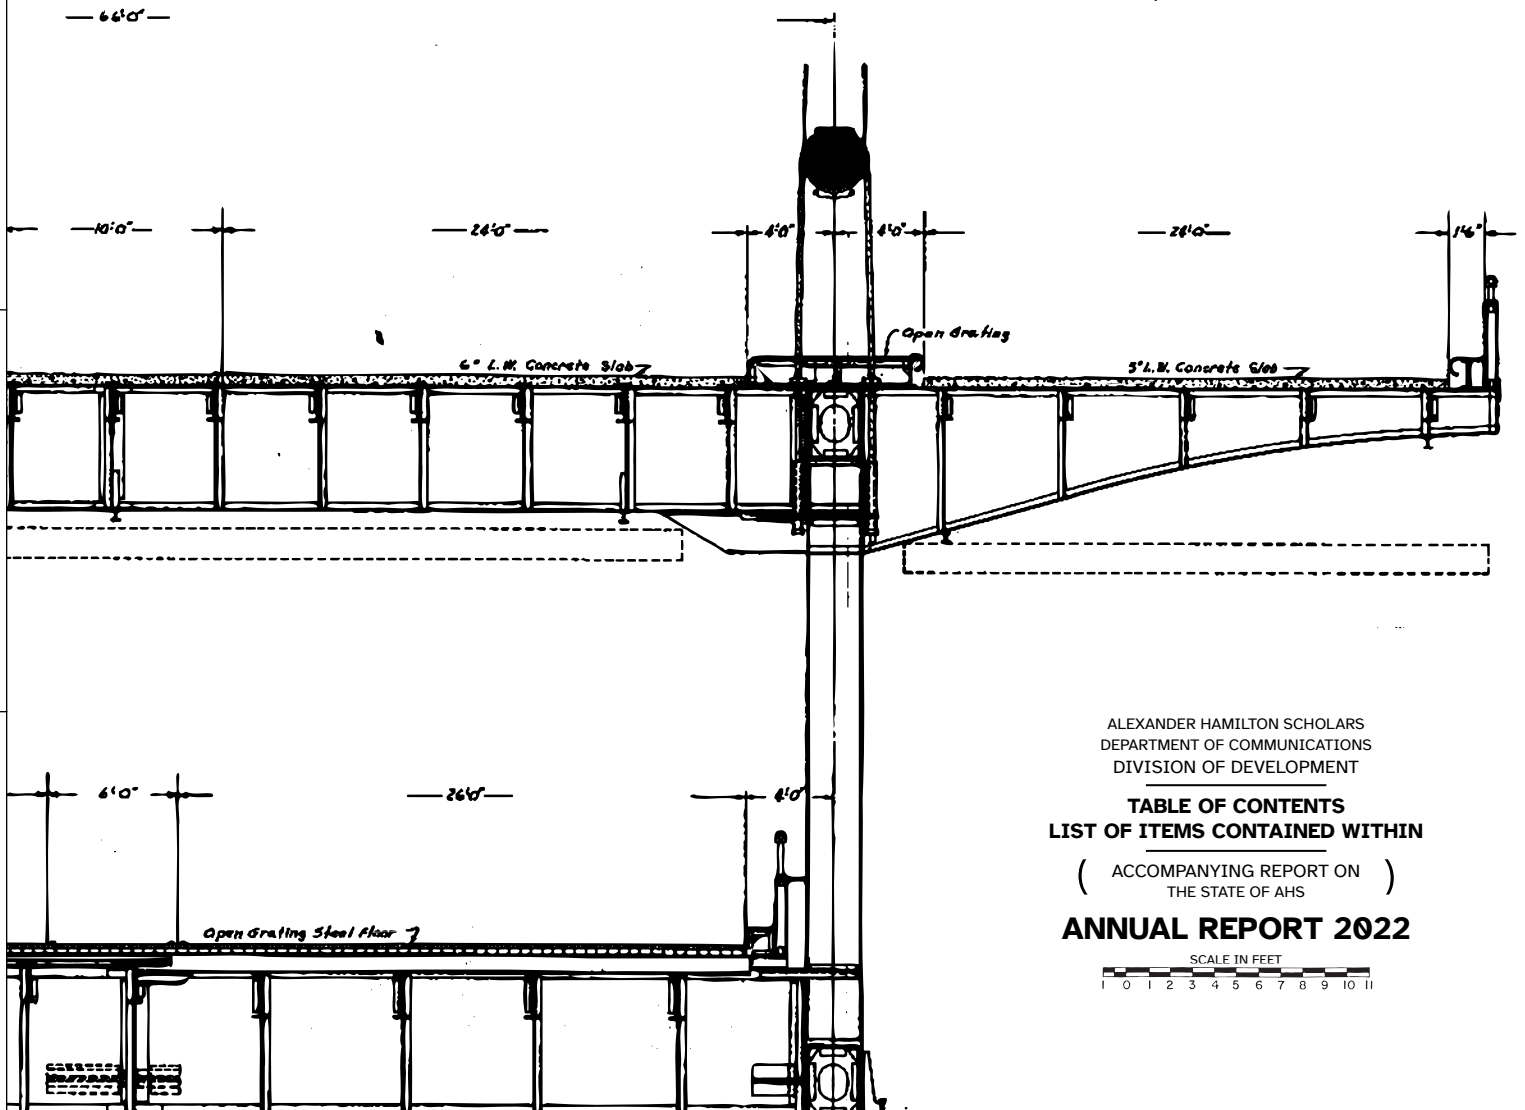 66'0"
10'0" 24'0" 4'0" 4'0" 26'0" 1'6"
Open Grating
6" L.W. Concrete Slab 5" L.W. Concrete Slab
ALEXANDER HAMILTON SCHOLARS
DEPARTMENT OF COMMUNICATIONS
DIVISION OF DEVELOPMENT
TABLE OF CONTENTS
LIST OF ITEMS CONTAINED WITHIN
( ACCOMPANYING REPORT ON )
THE STATE OF AHS
ANNUAL REPORT 2022
SCALE IN FEET
1 0 1 2 3 4 5 6 7 8 9 10 11
6'0" 26'0" 4'0"
Open Grating Steel Floor